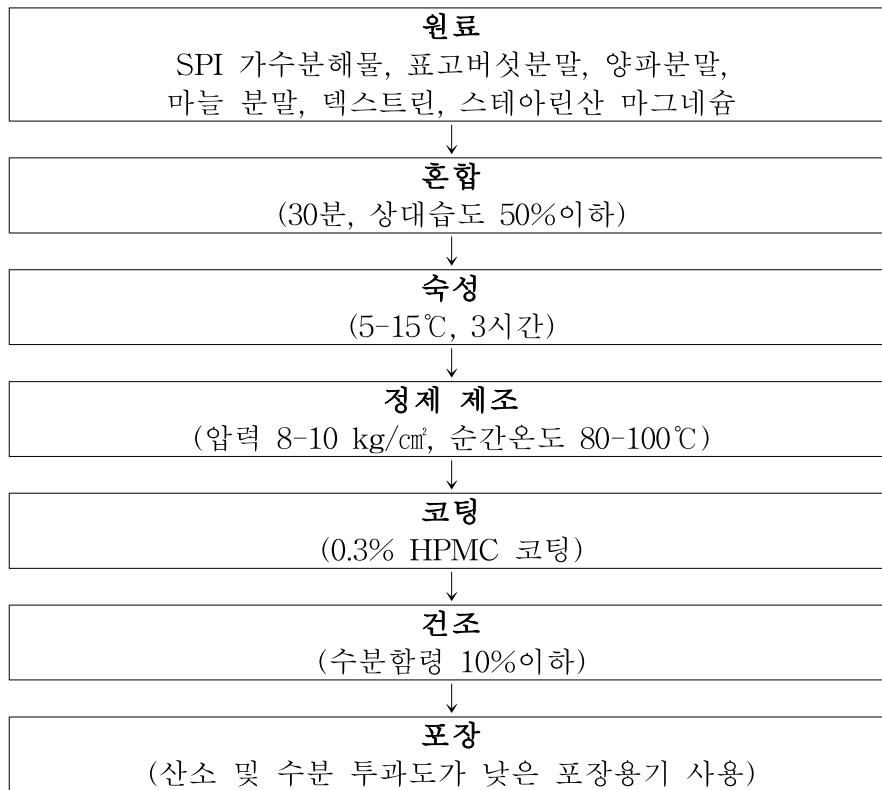 원료
SPI 가수분해물, 표고버섯분말, 양파분말,
마늘 분말, 덱스트린, 스테아린산 마그네슘
↓
혼합
(30분, 상대습도 50%이하)
↓
숙성
(5-15℃, 3시간)
↓
정제 제조
(압력 8-10 kg/㎠, 순간온도 80-100℃)
↓
코팅
(0.3% HPMC 코팅)
↓
건조
(수분함령 10%이하)
↓
포장
(산소 및 수분 투과도가 낮은 포장용기 사용)